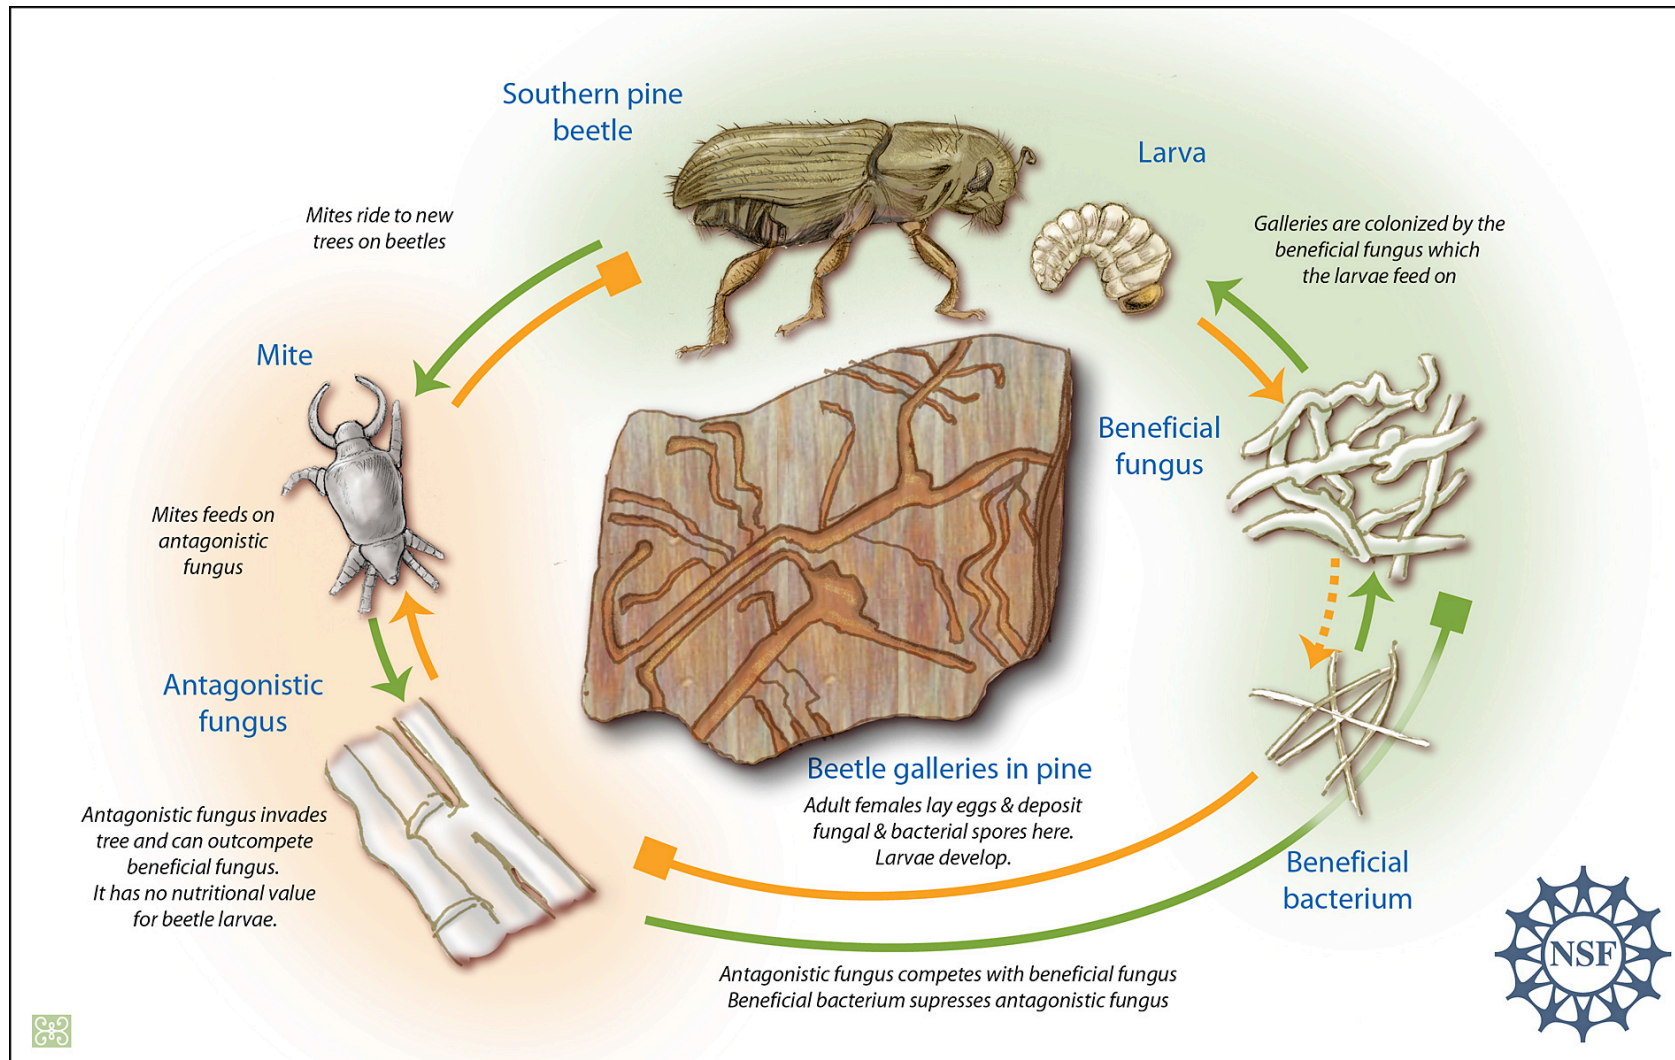 Southern pine
beetle
Larva
Mites ride to new
trees on beetles
Galleries are colonized by the
beneficial fungus which
the larvae feed on
Mite
Beneficial
fungus
Mites feeds on
antagonistic
fungus
Antagonistic
fungus
Beetle galleries in pine
Adult females lay eggs & deposit
fungal & bacterial spores here.
Larvae develop.
Antagonistic fungus invades
tree and can outcompete
beneficial fungus.
It has no nutritional value
for beetle larvae.
Beneficial
bacterium
Antagonistic fungus competes with beneficial fungus
Beneficial bacterium supresses antagonistic fungus
NSF